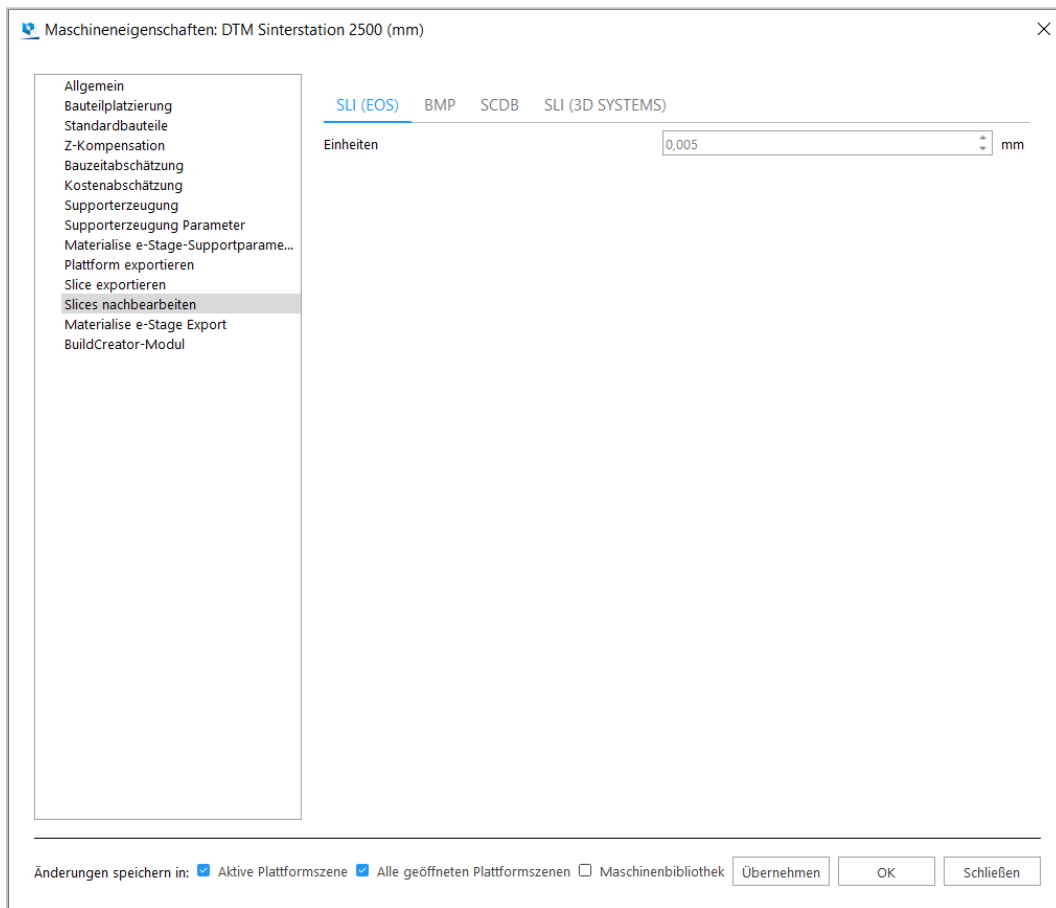 Maschineneigenschaften: DTM Sinterstation 2500 (mm)
Allgemein
Bauteilplatzierung
Standardbauteile
Z-Kompensation
Bauzeitabschätzung
Kostenabschätzung
Supporterzeugung
Supporterzeugung Parameter
Materialise e-Stage-Supportparame...
Plattform exportieren
Slice exportieren
Slices nachbearbeiten
Materialise e-Stage Export
BuildCreator-Modul
SLI (EOS) BMP SCDB SLI (3D SYSTEMS)
Einheiten 0,005 mm
Änderungen speichern in: Aktive Plattformszene Alle geöffneten Plattformszenen Maschinenbibliothek Übernehmen OK Schließen